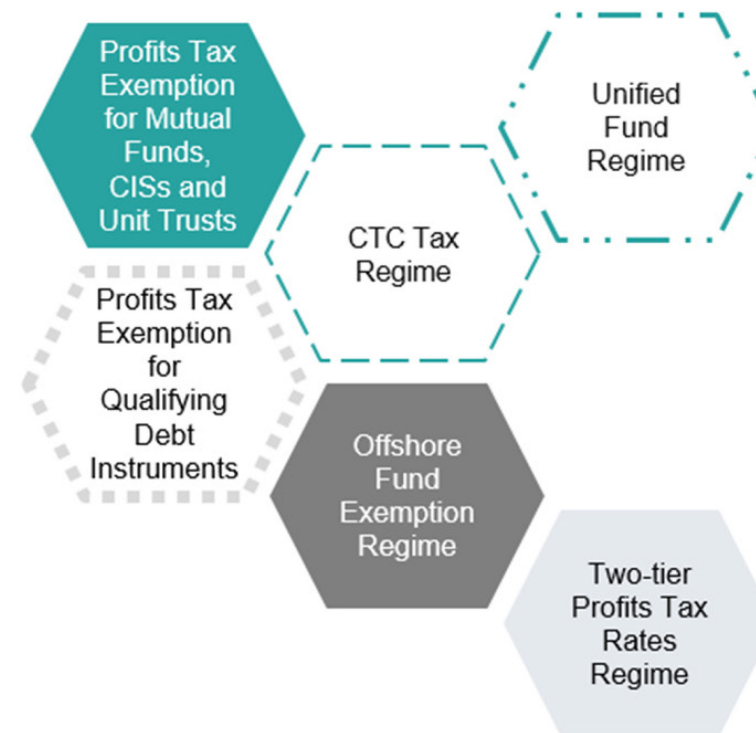 Profits Tax
Exemption
for Mutual
Funds,
CISs and
Unit Trusts
Unified
Fund
Regime
CTC Tax
Regime
Profits Tax
Exemption
for
Qualifying
Debt
Instruments
Offshore
Fund
Exemption
Regime
Two-tier
Profits Tax
Rates
Regime